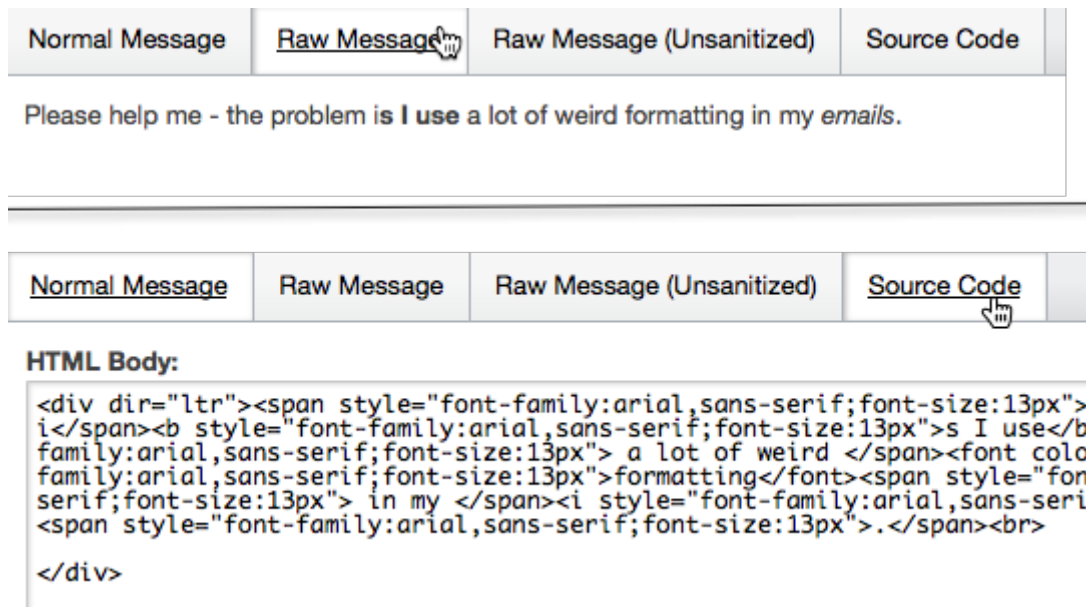 Normal Message Raw Message Raw Message (Unsanitized) Source Code
Please help me - the problem is I use a lot of weird formatting in my emails.
Normal Message Raw Message Raw Message (Unsanitized) Source Code
HTML Body:
<div dir="ltr"><span style="font-family:arial,sans-serif;font-size:13px">
i</span><b style="font-family:arial,sans-serif;font-size:13px">s I use</b
family:arial,sans-serif;font-size:13px"> a lot of weird </span><font colo
family:arial,sans-serif;font-size:13px">formatting</font><span style="fon
serif;font-size:13px"> in my </span><i style="font-family:arial,sans-seri
<span style="font-family:arial,sans-serif;font-size:13px">.</span><br>
</div>